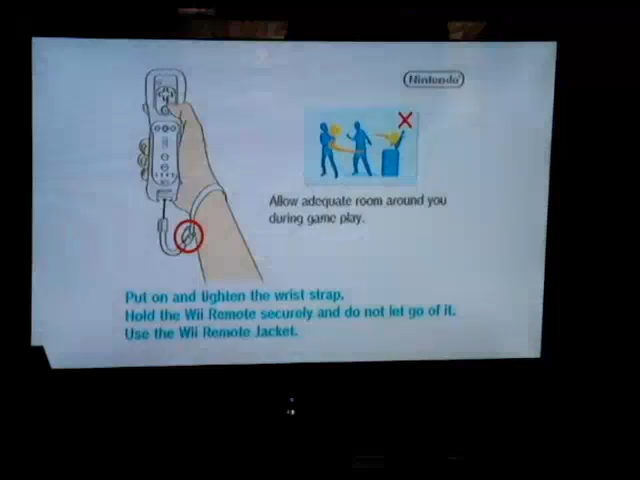 Nintendo
Allow adequate room around you
during game play.
Put on and tighten the wrist strap.
Hold the Wii Remote securely and do not let go of it.
Use the Wii Remote Jacket.